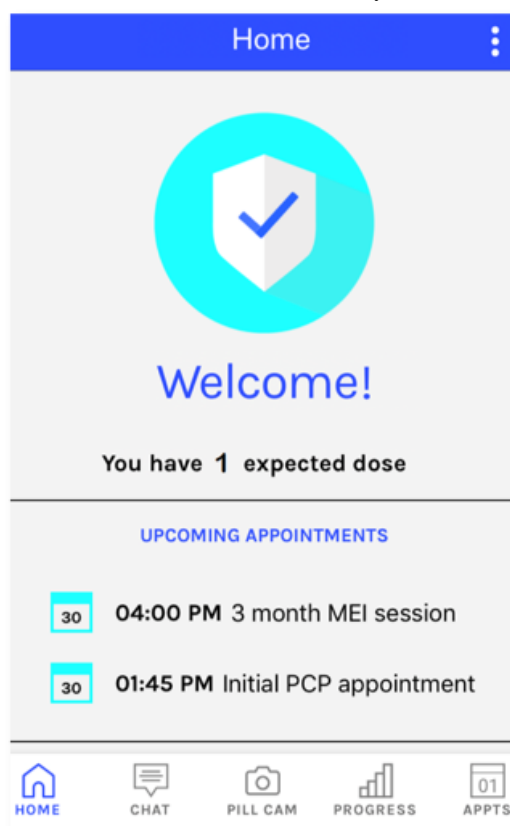 Home
Welcome!
You have 1 expected dose
UPCOMING APPOINTMENTS
30 04:00 PM 3 month MEI session
30 01:45 PM Initial PCP appointment
01
HOME CHAT PILL CAM PROGRESS APPTS